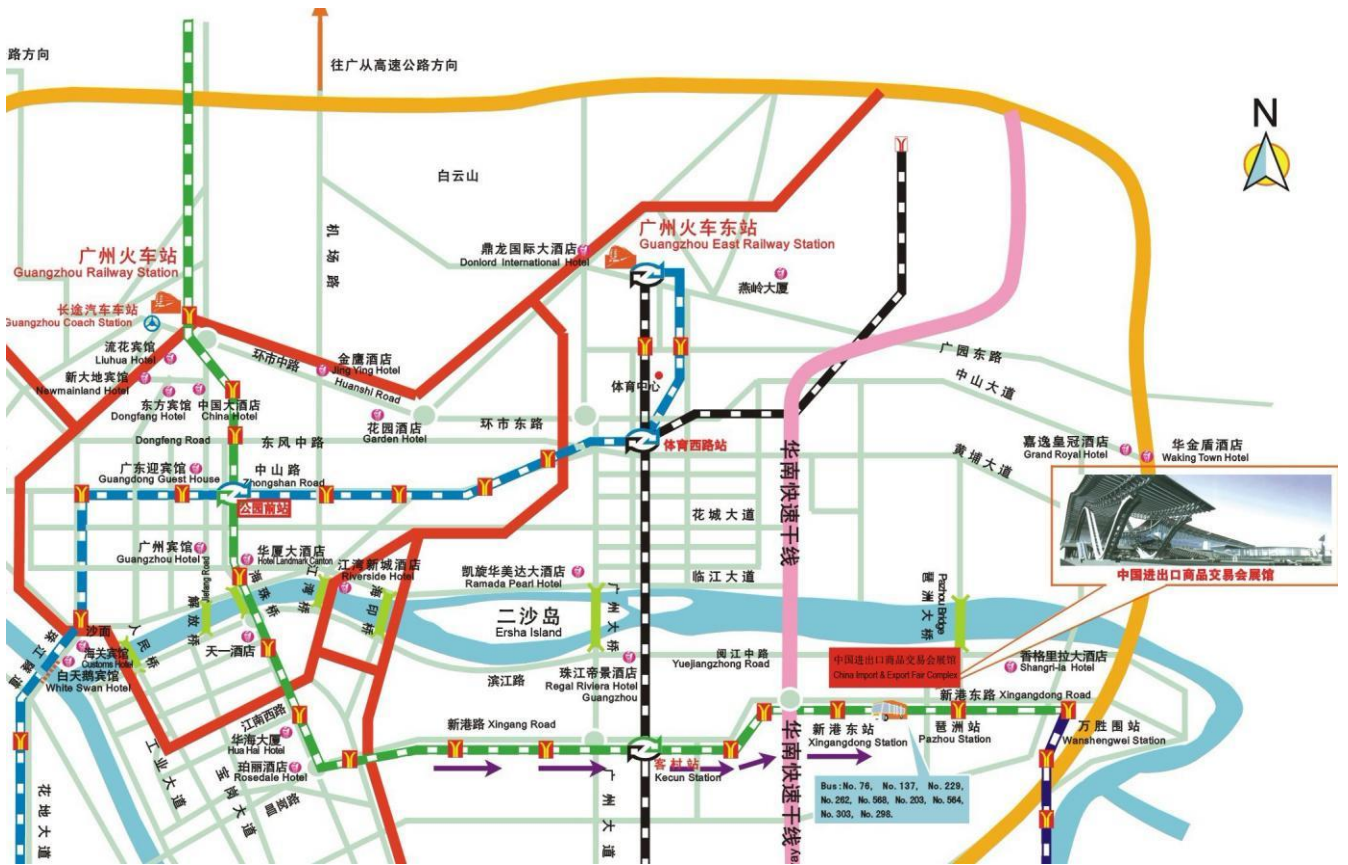 路方向
往广从高速公路方向
N
白云山
机场路
广州火车站
Guangzhou Railway Station
长途汽车车站
Guangzhou Coach Station
鼎龙国际大酒店
Donlord International Hotel
广州火车东站
Guangzhou East Railway Station
燕岭大厦
流花宾馆
Liuhua Hotel
新大地宾馆
Newmainland Hotel
东方宾馆
Dongfang Hotel
中国大酒店
China Hotel
环市中路
金鹰酒店
Jing Ying Hotel
Huanshi Road
花园酒店
Garden Hotel
体育中心
环市东路
广园东路
中山大道
黄埔大道
Dongfeng Road
东风中路
体育西路站
华南快速干线
嘉逸皇冠酒店
Grand Royal Hotel
华金盾酒店
Waking Town Hotel
广东迎宾馆
Guangdong Guest House
中山路
Zhongshan Road
公园前站
花城大道
中国进出口商品交易会展馆
广州宾馆
Guangzhou Hotel
华厦大酒店
Hotel Landmark Canton
江湾新城酒店
Riverside Hotel
凯旋华美达大酒店
Ramada Pearl Hotel
临江大道
Jiefang Road
解放桥
海珠桥
江湾桥
海印桥
广州大桥
Pazhou Bridge
琶洲大桥
二沙岛
Ersha Island
人民桥
珠江隧道
沙面
海关宾馆
Customs Hotel
白天鹅宾馆
White Swan Hotel
天一酒店
阅江中路
Yuejiangzhong Road
中国进出口商品交易会展馆
China Import & Export Fair Complex
香格里拉大酒店
Shangri-la Hotel
滨江路
珠江帝景酒店
Regal Riviera Hotel
Guangzhou
新港东路 Xingangdong Road
江南西路
新港路 Xingang Road
新港东站
Xingangdong Station
琶洲站
Pazhou Station
万胜围站
Wanshengwei Station
华海大厦
Hua Hai Hotel
珀丽酒店
Rosedale Hotel
客村站
Kecun Station
华南快速干线
工业大道
宝岗大道
昌岗路
花地大道
广州大道
Bus:No. 76, No. 137, No. 229,
No. 262, No. 568, No. 203, No. 564,
No. 303, No. 298.